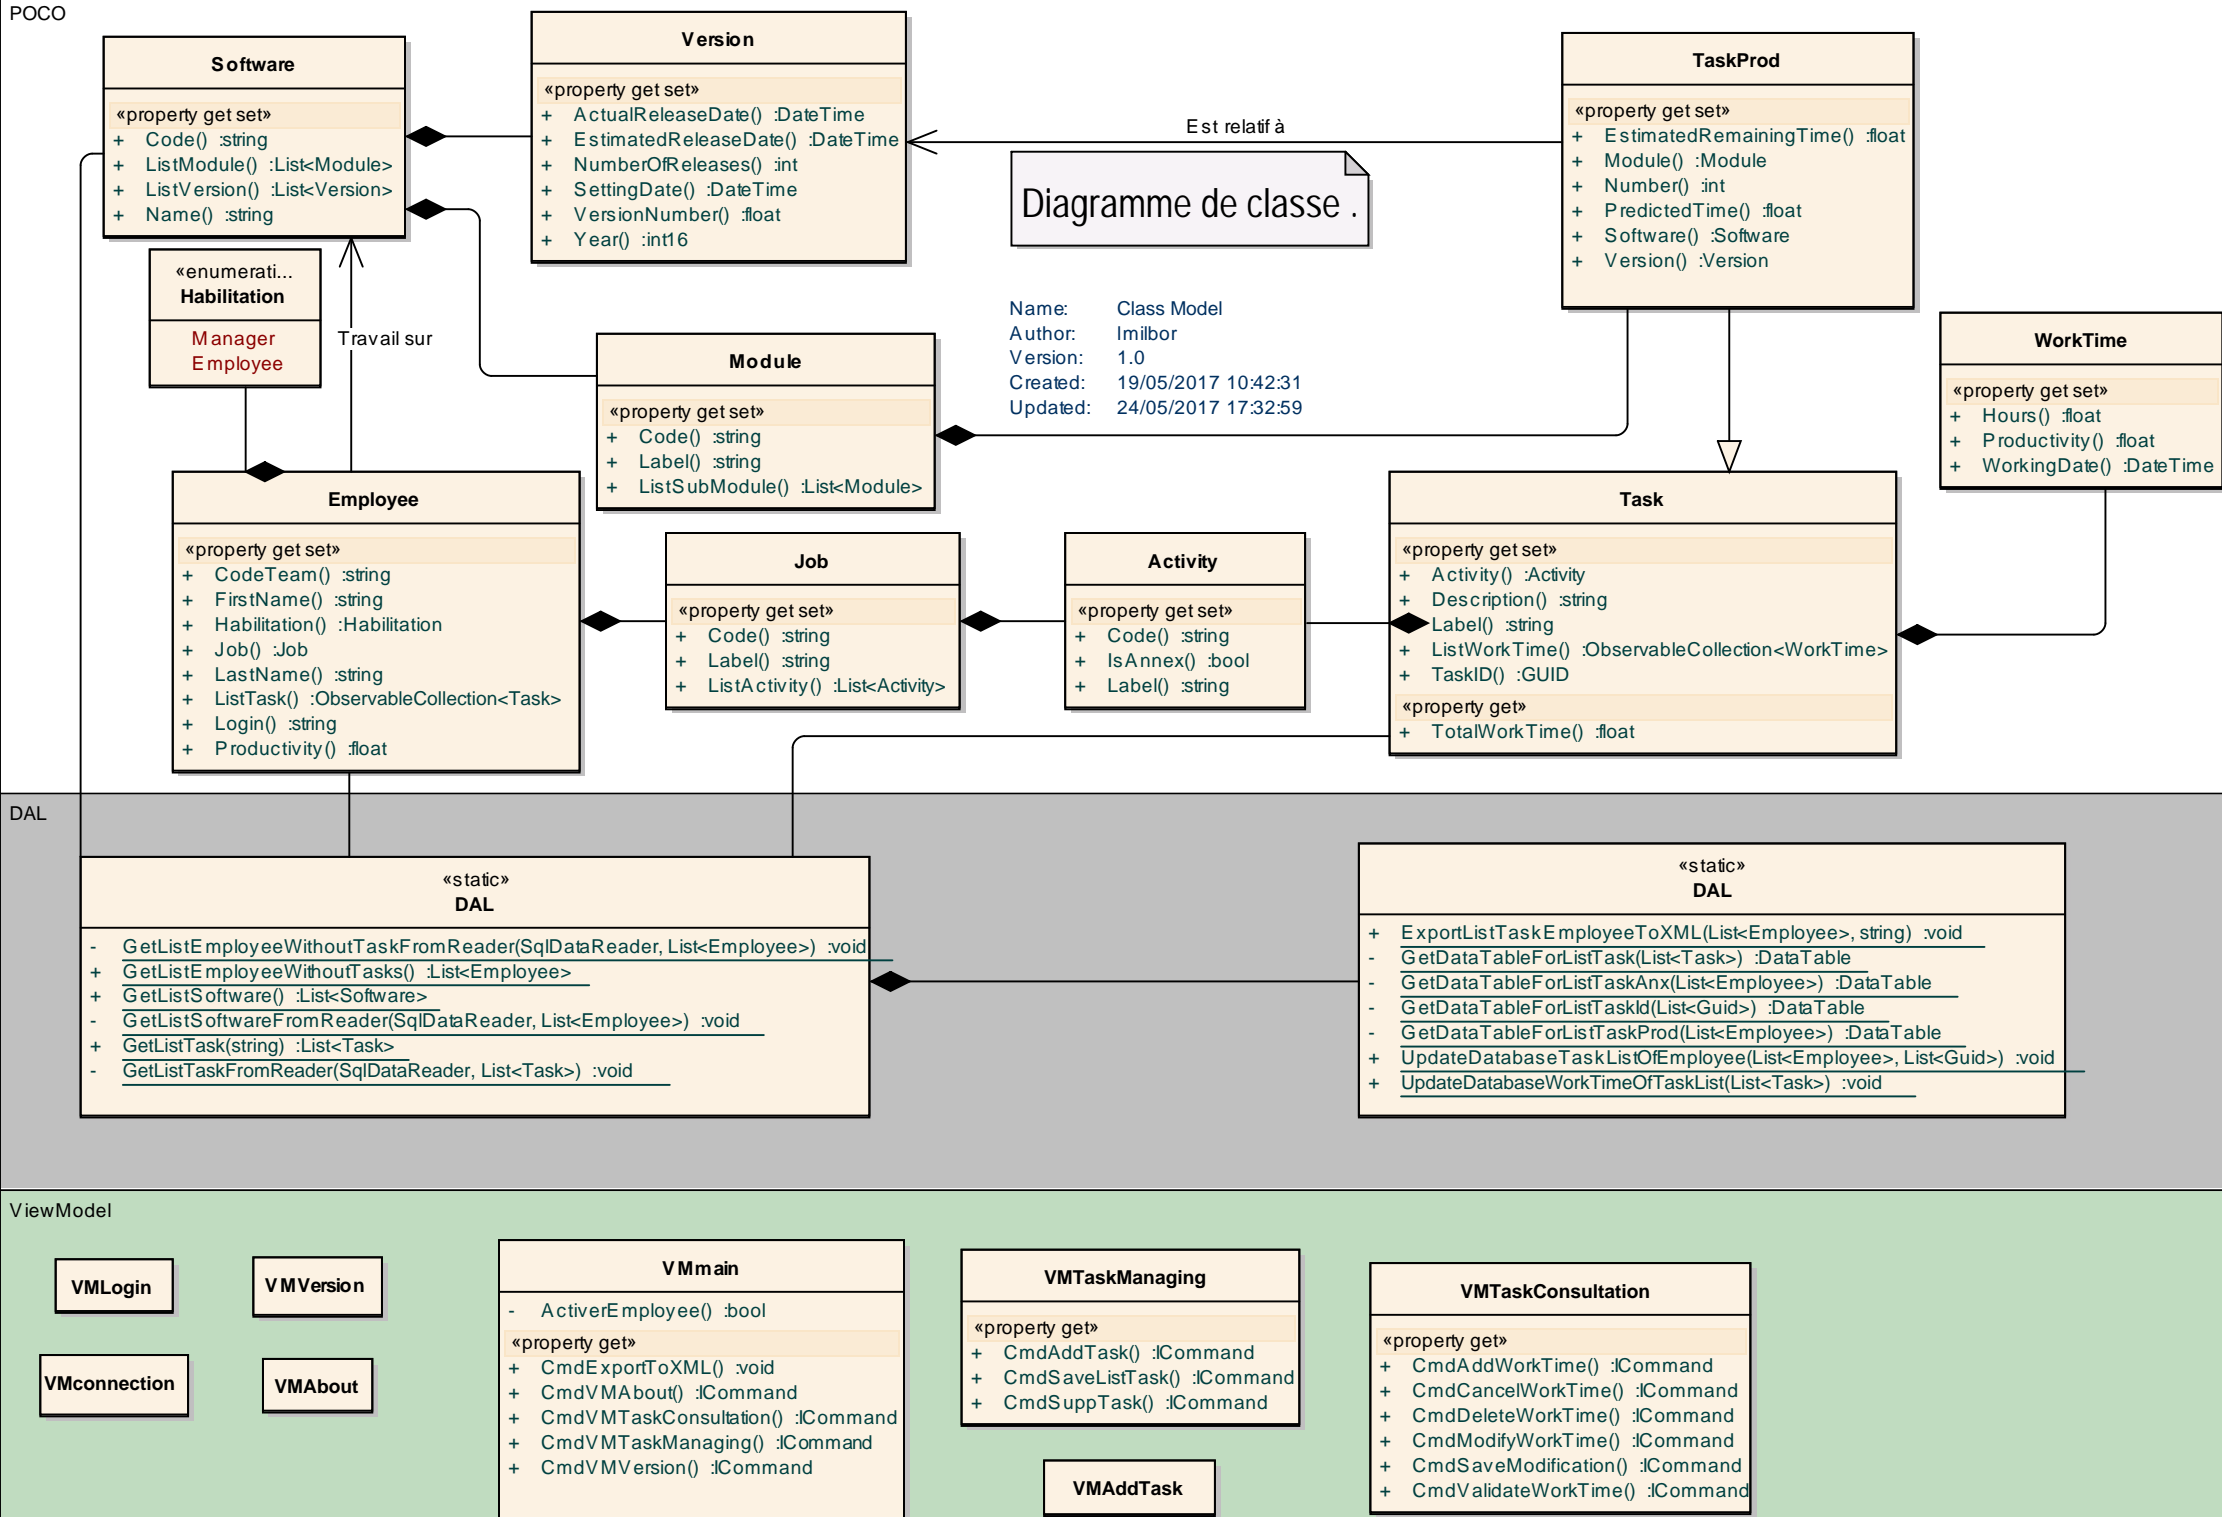 POCO
Software
«property get set»
+ Code() :string
+ ListModule() :List<Module>
+ ListVersion() :List<Version>
+ Name() :string
Version
«property get set»
+ ActualReleaseDate() :DateTime
+ EstimatedReleaseDate() :DateTime
+ NumberOfReleases() :int
+ SettingDate() :DateTime
+ VersionNumber() :float
+ Year() :int16
Est relatif à
Diagramme de classe .
TaskProd
«property get set»
+ EstimatedRemainingTime() :float
+ Module() :Module
+ Number() :int
+ PredictedTime() :float
+ Software() :Software
+ Version() :Version
«enumerati...
Habilitation
Manager
Employee
Travail sur
Module
«property get set»
+ Code() :string
+ Label() :string
+ ListSubModule() :List<Module>
Name: Class Model
Author: lmilbor
Version: 1.0
Created: 19/05/2017 10:42:31
Updated: 24/05/2017 17:32:59
WorkTime
«property get set»
+ Hours() :float
+ Productivity() :float
+ WorkingDate() :DateTime
Employee
«property get set»
+ CodeTeam() :string
+ FirstName() :string
+ Habilitation() :Habilitation
+ Job() :Job
+ LastName() :string
+ ListTask() :ObservableCollection<Task>
+ Login() :string
+ Productivity() :float
Job
«property get set»
+ Code() :string
+ Label() :string
+ ListActivity() :List<Activity>
Activity
«property get set»
+ Code() :string
+ IsAnnex() :bool
+ Label() :string
Task
«property get set»
+ Activity() :Activity
+ Description() :string
Label() :string
+ ListWorkTime() :ObservableCollection<WorkTime>
+ TaskID() :GUID
«property get»
+ TotalWorkTime() :float
DAL
«static»
DAL
- GetListEmployeeWithoutTaskFromReader(SqlDataReader, List<Employee>) :void
+ GetListEmployeeWithoutTasks() :List<Employee>
+ GetListSoftware() :List<Software>
- GetListSoftwareFromReader(SqlDataReader, List<Employee>) :void
+ GetListTask(string) :List<Task>
- GetListTaskFromReader(SqlDataReader, List<Task>) :void
«static»
DAL
+ ExportListTaskEmployeeToXML(List<Employee>, string) :void
- GetDataTableForListTask(List<Task>) :DataTable
- GetDataTableForListTaskAnx(List<Employee>) :DataTable
- GetDataTableForListTaskId(List<Guid>) :DataTable
- GetDataTableForListTaskProd(List<Employee>) :DataTable
+ UpdateDatabaseTaskListOfEmployee(List<Employee>, List<Guid>) :void
+ UpdateDatabaseWorkTimeOfTaskList(List<Task>) :void
ViewModel
VMLogin
VMVersion
VMconnection
VMAbout
VMmain
- ActiverEmployee() :bool
«property get»
+ CmdExportToXML() :void
+ CmdVMAbout() :ICommand
+ CmdVMTaskConsultation() :ICommand
+ CmdVMTaskManaging() :ICommand
+ CmdVMVersion() :ICommand
VMTaskManaging
«property get»
+ CmdAddTask() :ICommand
+ CmdSaveListTask() :ICommand
+ CmdSuppTask() :ICommand
VMAddTask
VMTaskConsultation
«property get»
+ CmdAddWorkTime() :ICommand
+ CmdCancelWorkTime() :ICommand
+ CmdDeleteWorkTime() :ICommand
+ CmdModifyWorkTime() :ICommand
+ CmdSaveModification() :ICommand
+ CmdValidateWorkTime() :ICommand